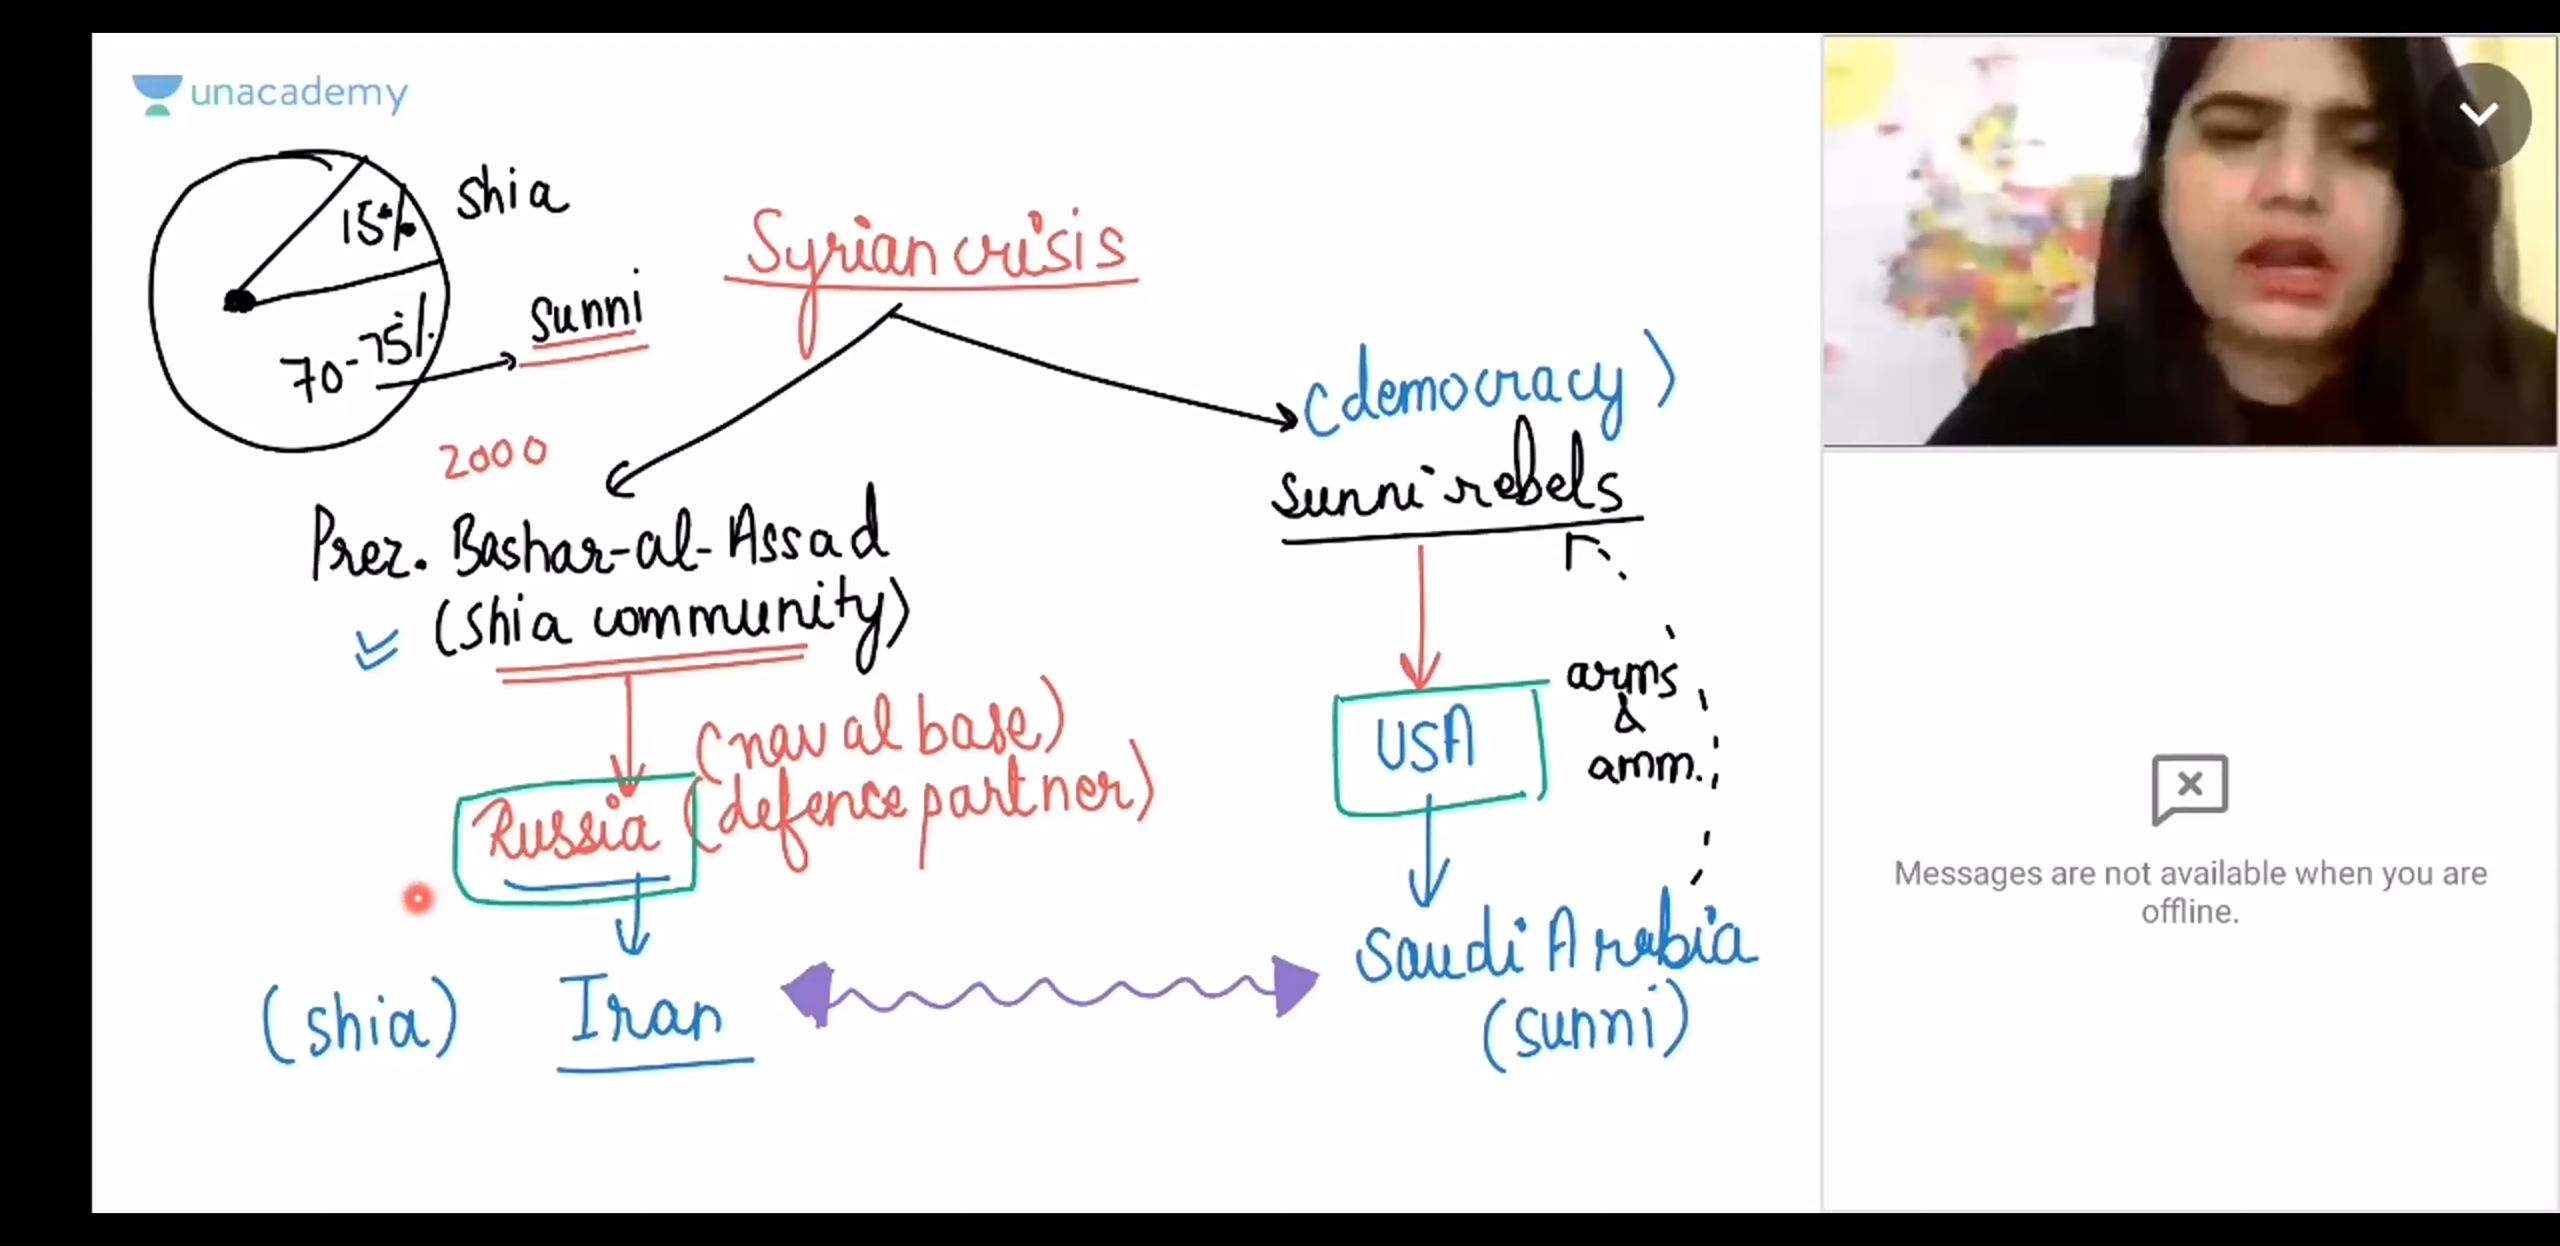 unacademy
15%
shia
70-75%
sunni
Syrian crisis
2000
Prez. Bashar-al-Assad
(shia community)
(naval base)
(defence partner)
Russia
(shia)
Iran
(democracy)
sunni rebels
USA
arms
&
amm.
Saudi Arabia
(sunni)
Messages are not available when you are
offline.